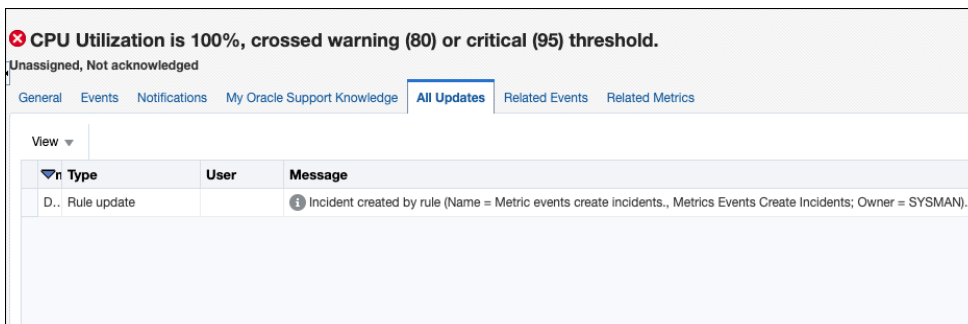 CPU Utilization is 100%, crossed warning (80) or critical (95) threshold.
Unassigned, Not acknowledged
General Events Notifications My Oracle Support Knowledge All Updates Related Events Related Metrics
View
Type User Message
D.. Rule update Incident created by rule (Name = Metric events create incidents., Metrics Events Create Incidents; Owner = SYSMAN).